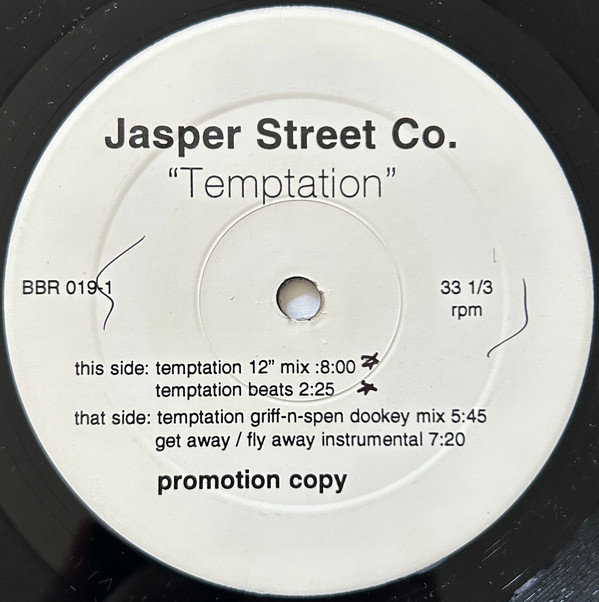 Jasper Street Co.
“Temptation”
BBR 019-1
33 1/3
rpm
this side: temptation 12” mix :8:00
temptation beats 2:25
that side: temptation griff-n-spen dookey mix 5:45
get away / fly away instrumental 7:20
promotion copy